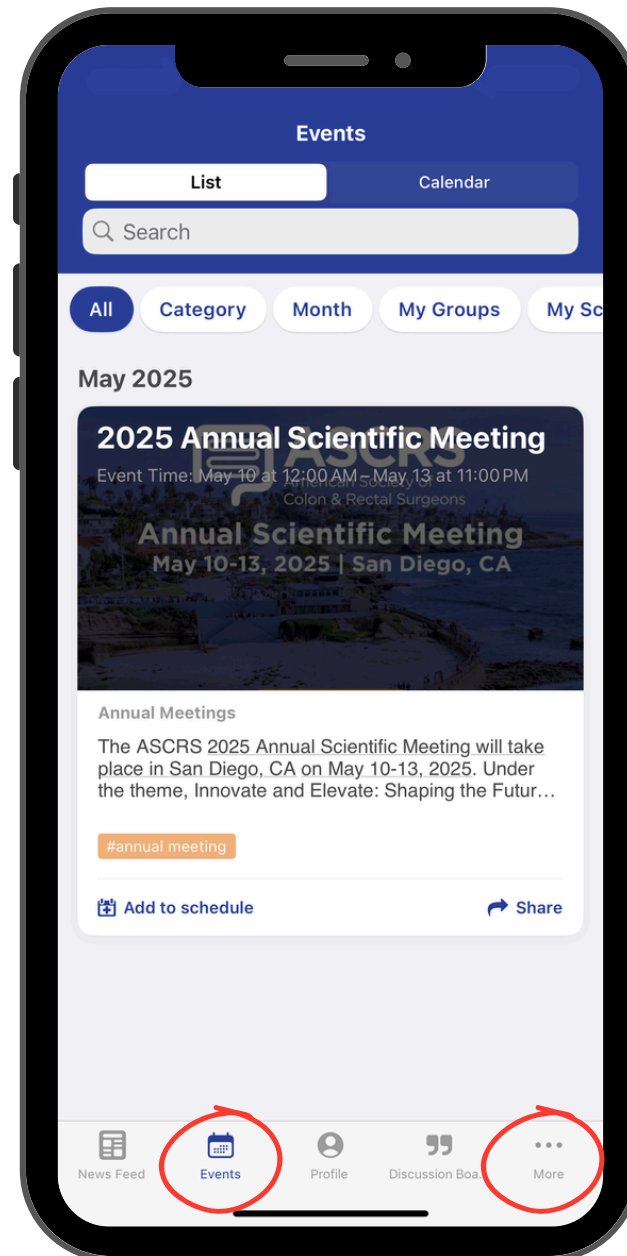 Events
List
Calendar
Search
All
Category
Month
My Groups
My Sc
May 2025
2025 Annual Scientific Meeting
Event Time: May 10 at 12:00 AM – May 13 at 11:00 PM
ASCRS
American Society of
Colon & Rectal Surgeons
Annual Scientific Meeting
May 10-13, 2025 | San Diego, CA
Annual Meetings
The ASCRS 2025 Annual Scientific Meeting will take
place in San Diego, CA on May 10-13, 2025. Under
the theme, Innovate and Elevate: Shaping the Futur...
#annual meeting
Add to schedule
Share
News Feed
Events
Profile
Discussion Boa...
More